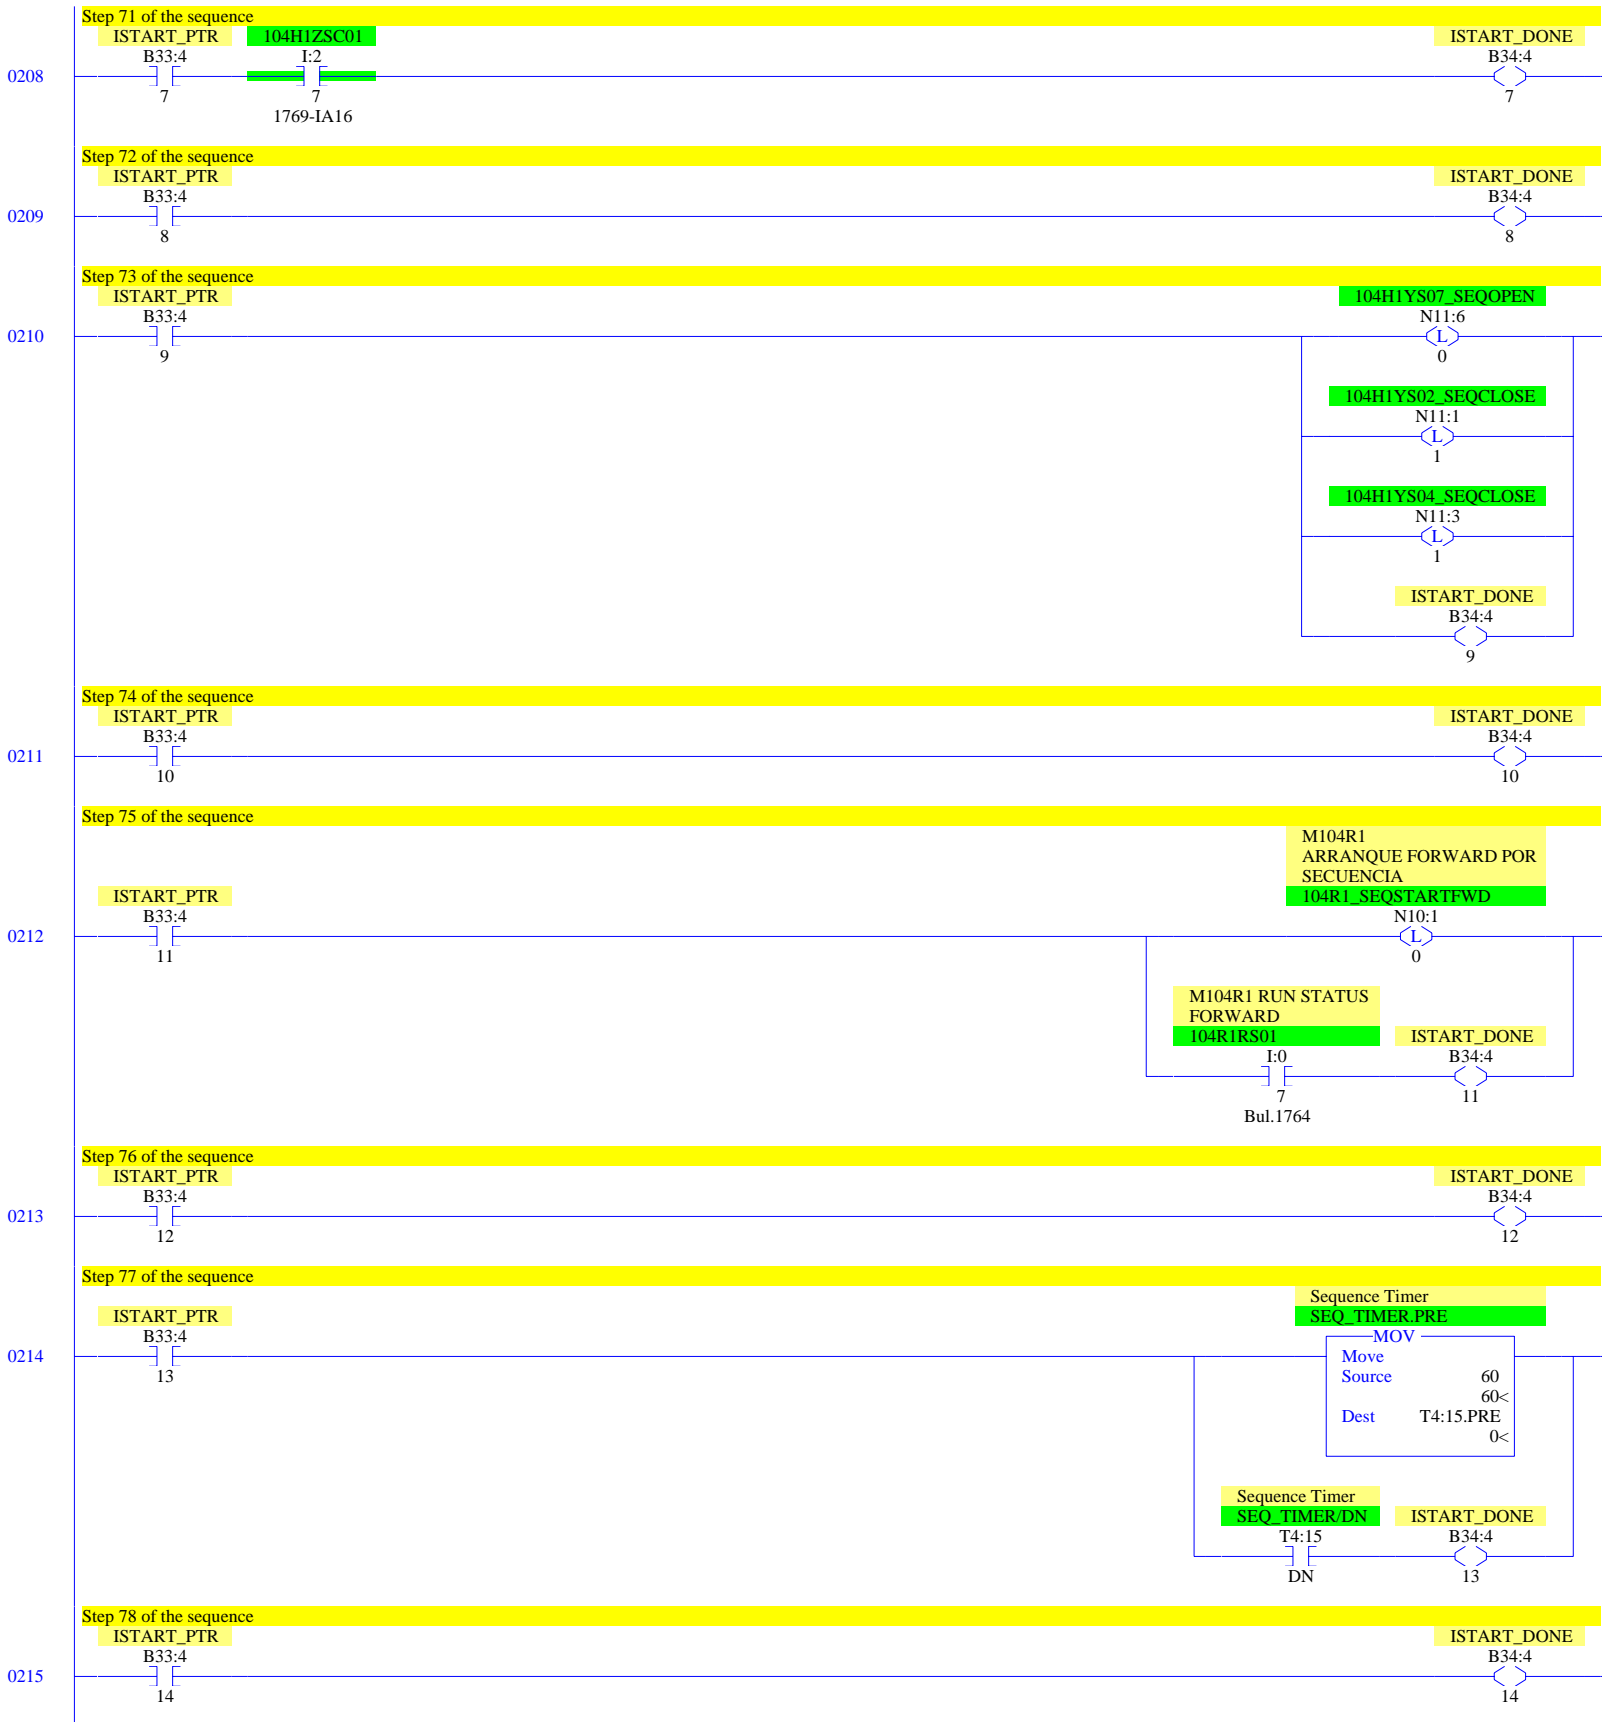 Step 71 of the sequence
ISTART_PTR 104H1ZSC01 ISTART_DONE
B33:4 I:2 B34:4
0208
7 7 7
1769-IA16
Step 72 of the sequence
ISTART_PTR ISTART_DONE
B33:4 B34:4
0209
8 8
Step 73 of the sequence
ISTART_PTR 104H1YS07_SEQOPEN
B33:4 N11:6
0210 L
9 0
104H1YS02_SEQCLOSE
N11:1
L
1
104H1YS04_SEQCLOSE
N11:3
L
1
ISTART_DONE
B34:4
9
Step 74 of the sequence
ISTART_PTR ISTART_DONE
B33:4 B34:4
0211
10 10
Step 75 of the sequence
M104R1
ARRANQUE FORWARD POR
SECUENCIA
ISTART_PTR 104R1_SEQSTARTFWD
B33:4 N10:1
0212 L
11 0
M104R1 RUN STATUS
FORWARD
104R1RS01 ISTART_DONE
I:0 B34:4
7 11
Bul.1764
Step 76 of the sequence
ISTART_PTR ISTART_DONE
B33:4 B34:4
0213
12 12
Step 77 of the sequence
Sequence Timer
ISTART_PTR SEQ_TIMER.PRE
B33:4 MOV
0214 Move
13 Source 60
60<
Dest T4:15.PRE
0<
Sequence Timer
SEQ_TIMER/DN ISTART_DONE
T4:15 B34:4
DN 13
Step 78 of the sequence
ISTART_PTR ISTART_DONE
B33:4 B34:4
0215
14 14